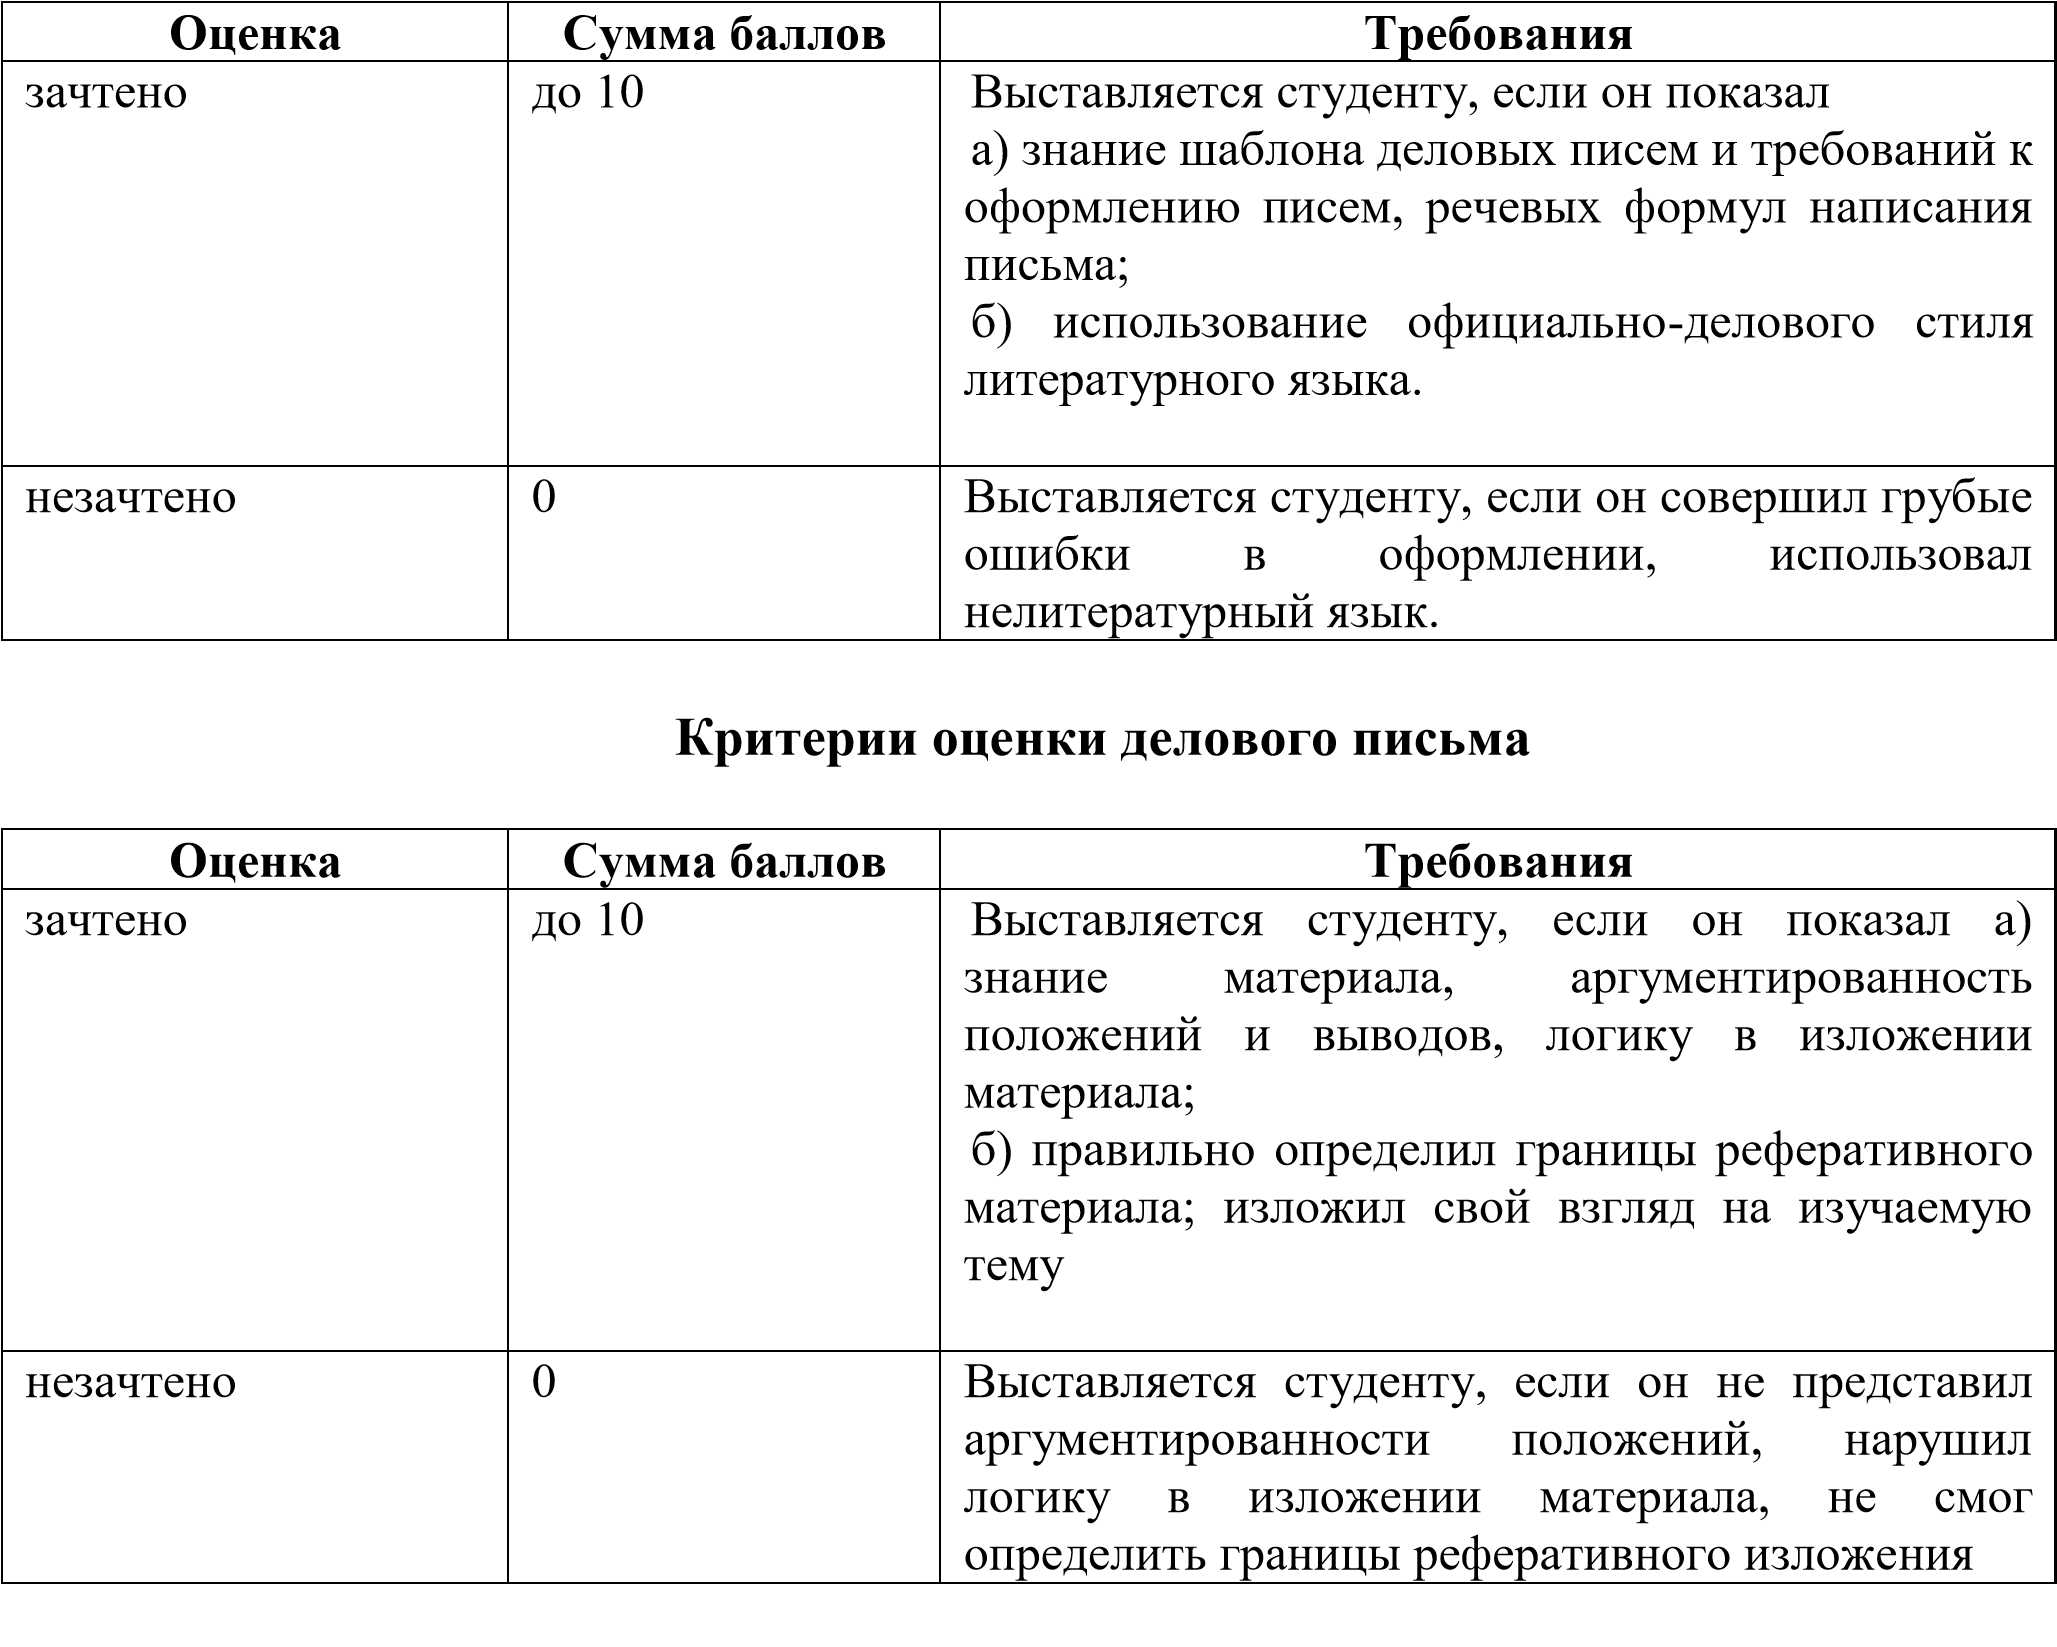 Оценка Сумма баллов Требования
зачтено до 10 Выставляется студенту, если он показал
а) знание шаблона деловых писем и требований к
оформлению писем, речевых формул написания
письма;
б) использование официально-делового стиля
литературного языка.
незачтено 0 Выставляется студенту, если он совершил грубые
ошибки в оформлении, использовал
нелитературный язык.
Критерии оценки делового письма
Оценка Сумма баллов Требования
зачтено до 10 Выставляется студенту, если он показал а)
знание материала, аргументированность
положений и выводов, логику в изложении
материала;
б) правильно определил границы реферативного
материала; изложил свой взгляд на изучаемую
тему
незачтено 0 Выставляется студенту, если он не представил
аргументированности положений, нарушил
логику в изложении материала, не смог
определить границы реферативного изложения